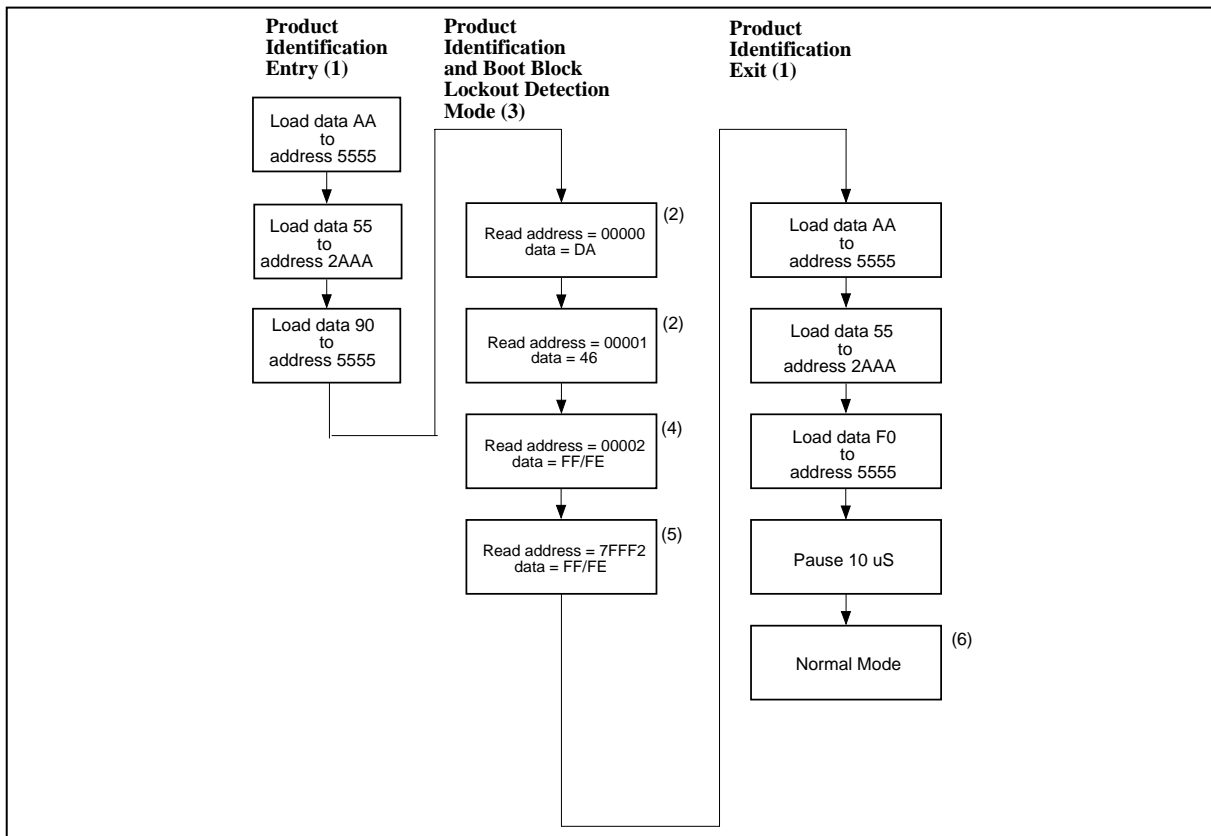 Product
Identification
Entry (1)
Load data AA
to
address 5555
Load data 55
to
address 2AAA
Load data 90
to
address 5555
Product
Identification
and Boot Block
Lockout Detection
Mode (3)
Read address = 00000
data = DA
(2)
Read address = 00001
data = 46
(2)
Read address = 00002
data = FF/FE
(4)
Read address = 7FFF2
data = FF/FE
(5)
Product
Identification
Exit (1)
Load data AA
to
address 5555
Load data 55
to
address 2AAA
Load data F0
to
address 5555
Pause 10 uS
Normal Mode
(6)